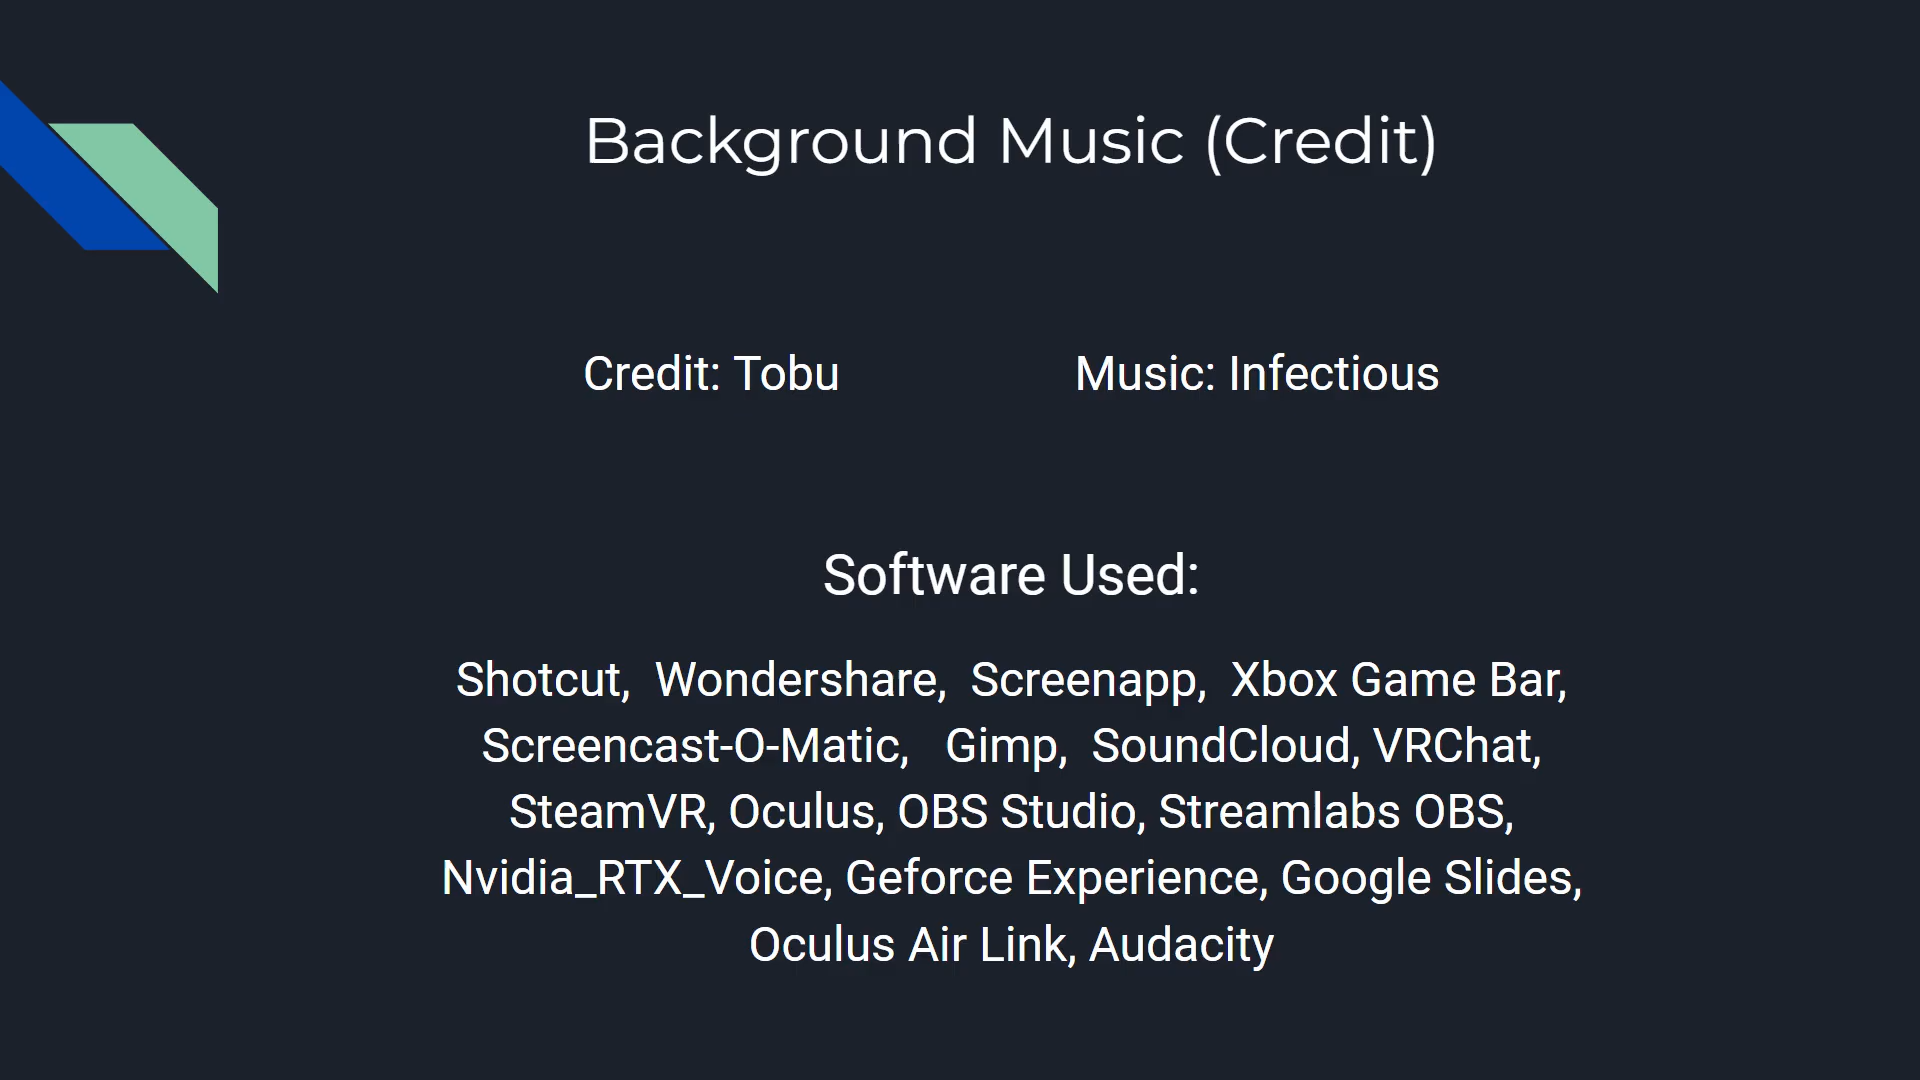 Background Music (Credit)
Credit: Tobu
Music: Infectious
Software Used:
Shotcut,  Wondershare,  Screenapp,  Xbox Game Bar,
Screencast-O-Matic,   Gimp,  SoundCloud, VRChat,
SteamVR, Oculus, OBS Studio, Streamlabs OBS,
Nvidia_RTX_Voice, Geforce Experience, Google Slides,
Oculus Air Link, Audacity